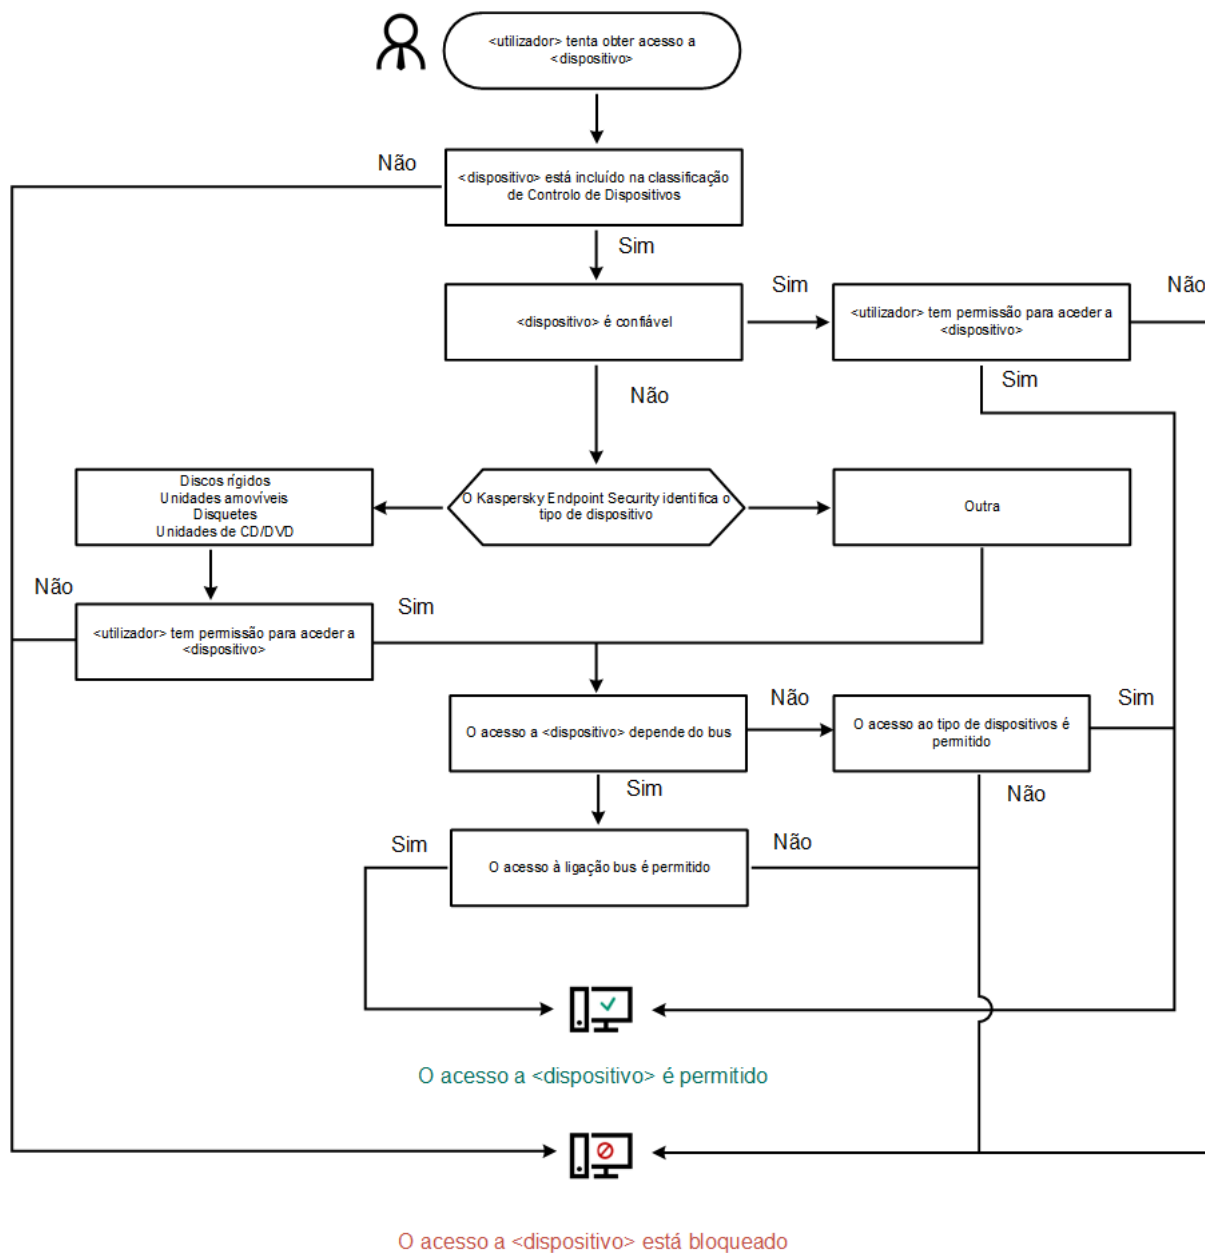 <utilizador> tenta obter acesso a
<dispositivo>
Não
<dispositivo> está incluído na classificação
de Controlo de Dispositivos
Sim
<dispositivo> é confiável
Sim
<utilizador> tem permissão para aceder a
<dispositivo>
Não
Sim
Não
Discos rígidos
Unidades amovíveis
Disquetes
Unidades de CD/DVD
O Kaspersky Endpoint Security identifica o
tipo de dispositivo
Outra
Não
<utilizador> tem permissão para aceder a
<dispositivo>
Sim
O acesso a <dispositivo> depende do bus
Não
O acesso ao tipo de dispositivos é
permitido
Sim
Sim
Não
Sim
O acesso à ligação bus é permitido
Não
O acesso a <dispositivo> é permitido
O acesso a <dispositivo> está bloqueado